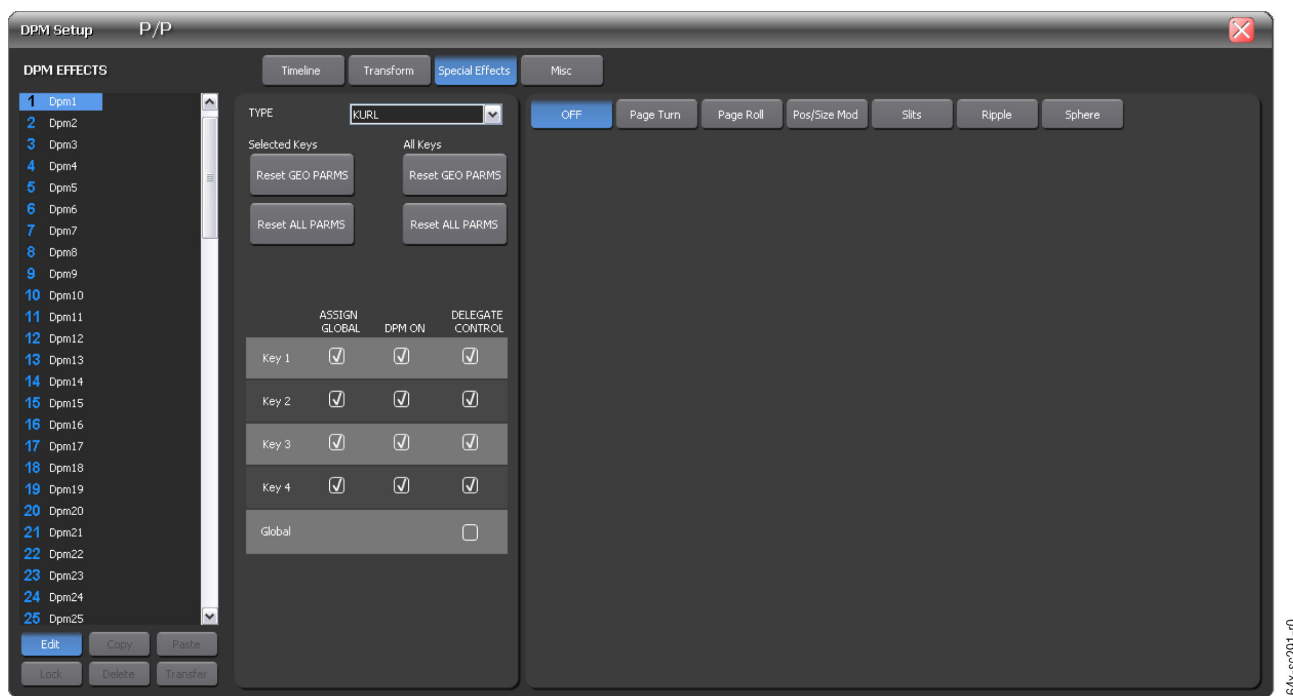 DPM Setup P/P
DPM EFFECTS
Timeline Transform Special Effects Misc
1 Dpm1
2 Dpm2
3 Dpm3
4 Dpm4
5 Dpm5
6 Dpm6
7 Dpm7
8 Dpm8
9 Dpm9
10 Dpm10
11 Dpm11
12 Dpm12
13 Dpm13
14 Dpm14
15 Dpm15
16 Dpm16
17 Dpm17
18 Dpm18
19 Dpm19
20 Dpm20
21 Dpm21
22 Dpm22
23 Dpm23
24 Dpm24
25 Dpm25
Edit Copy Paste
Lock Delete Transfer
TYPE KURL
Selected Keys All Keys
Reset GEO PARMS Reset GEO PARMS
Reset ALL PARMS Reset ALL PARMS
ASSIGN GLOBAL DPM ON DELEGATE CONTROL
Key 1
Key 2
Key 3
Key 4
Global
OFF Page Turn Page Roll Pos/Size Mod Slits Ripple Sphere
64x-sc291-r0